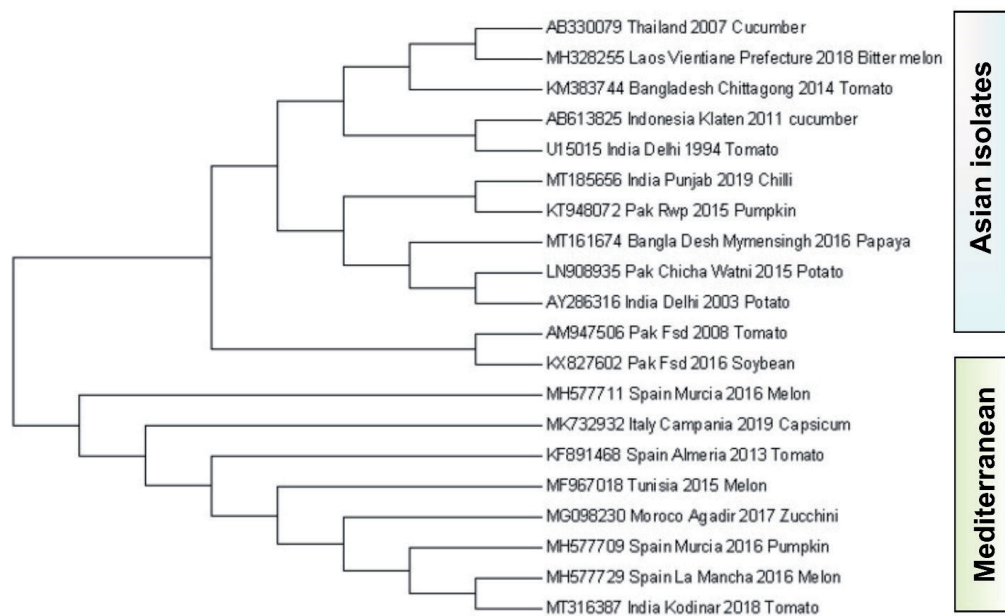 AB330079 Thailand 2007 Cucumber
MH328255 Laos Vientiane Prefecture 2018 Bitter melon
KM383744 Bangladesh Chittagong 2014 Tomato
AB613825 Indonesia Klaten 2011 cucumber
U15015 India Delhi 1994 Tomato
MT185656 India Punjab 2019 Chilli
KT948072 Pak Rwp 2015 Pumpkin
MT161674 Bangla Desh Mymensingh 2016 Papaya
LN908935 Pak Chicha Watni 2015 Potato
AY286316 India Delhi 2003 Potato
AM947506 Pak Fsd 2008 Tomato
KX827602 Pak Fsd 2016 Soybean
MH577711 Spain Murcia 2016 Melon
MK732932 Italy Campania 2019 Capsicum
KF891468 Spain Almeria 2013 Tomato
MF967018 Tunisia 2015 Melon
MG098230 Moroco Agadir 2017 Zucchini
MH577709 Spain Murcia 2016 Pumpkin
MH577729 Spain La Mancha 2016 Melon
MT316387 India Kodinar 2018 Tomato
Asian isolates
Mediterranean